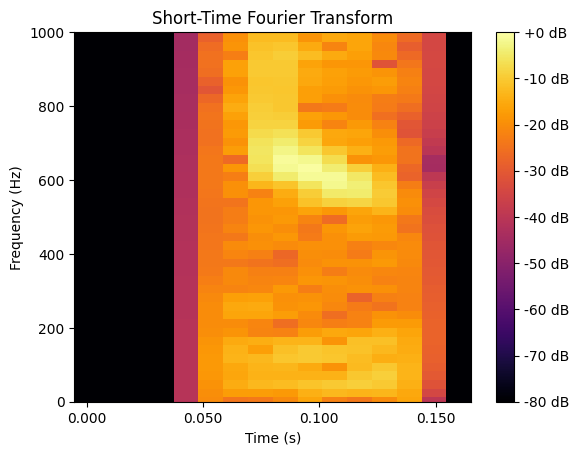 Short-Time Fourier Transform
1000
800
600
400
200
0
Frequency (Hz)
0.000
0.050
0.100
0.150
Time (s)
+0 dB
-10 dB
-20 dB
-30 dB
-40 dB
-50 dB
-60 dB
-70 dB
-80 dB